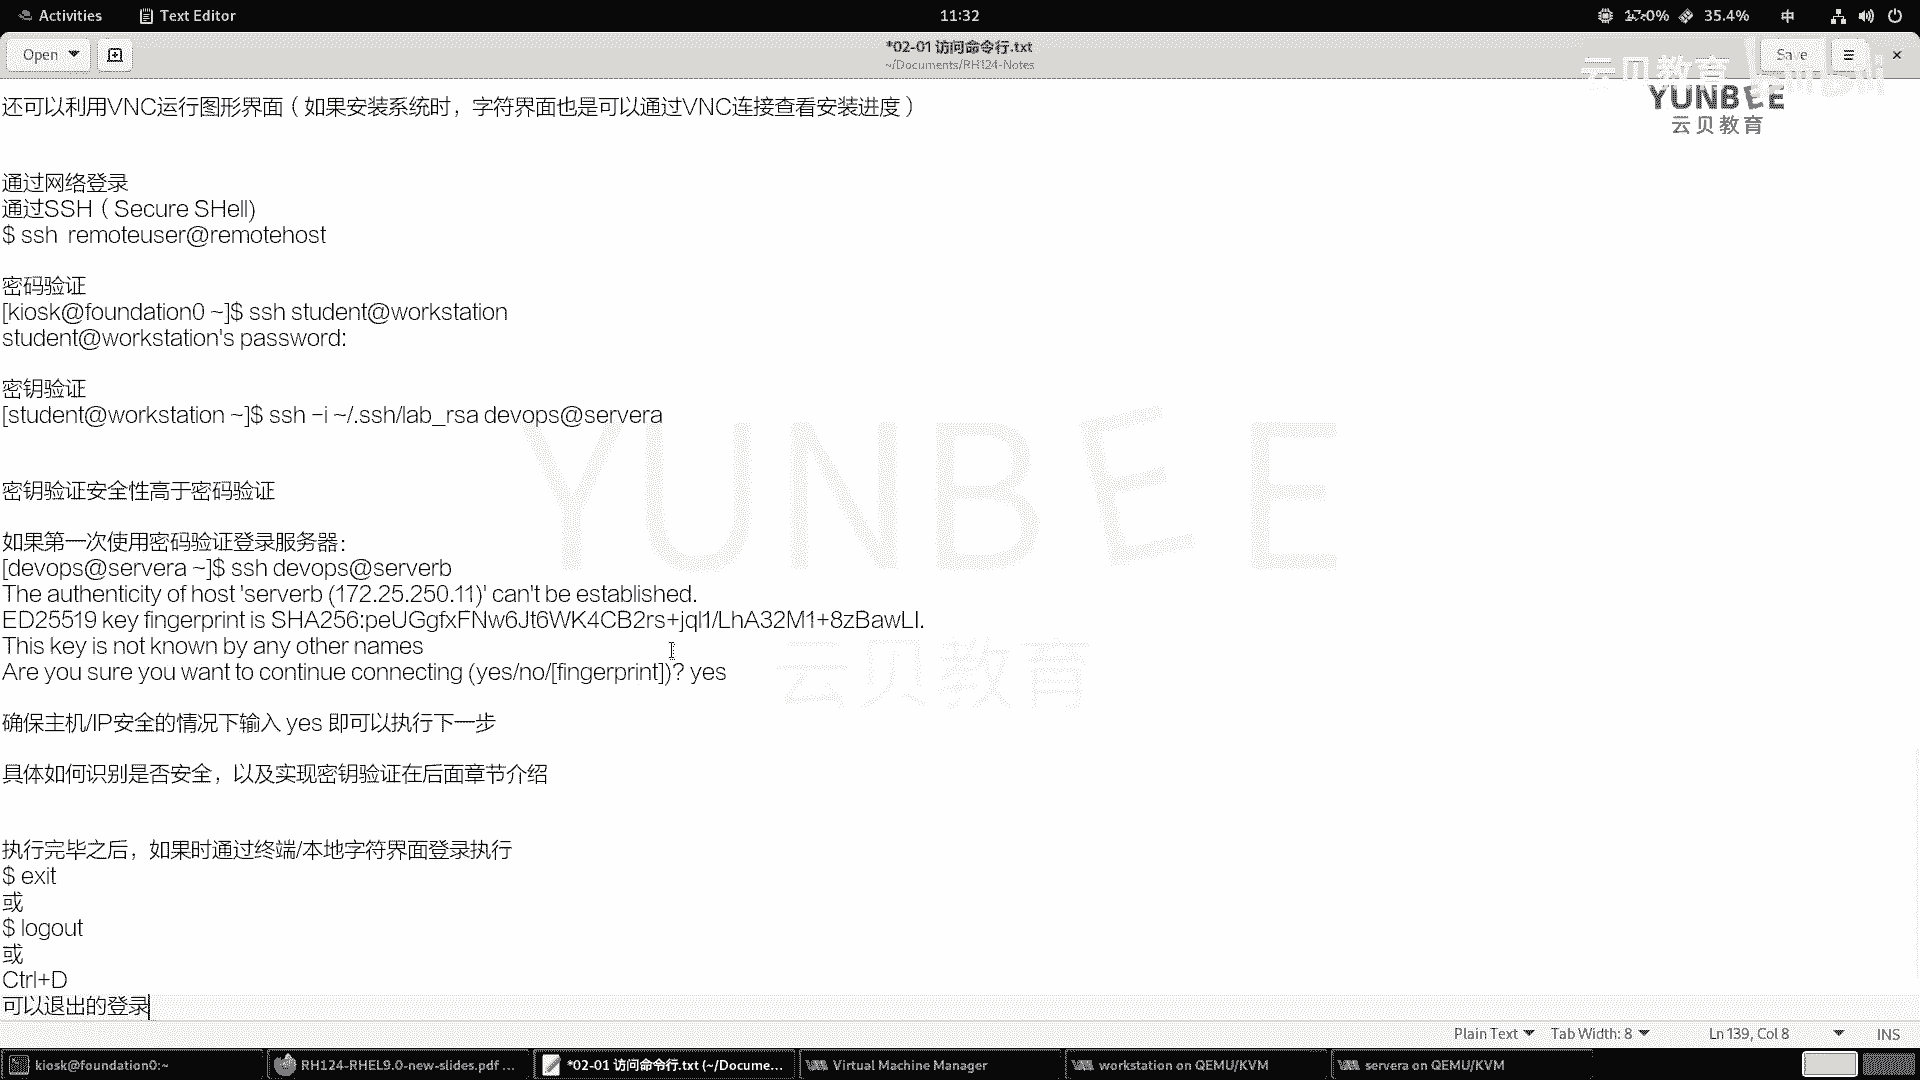 Activities
Text Editor
11:32
35.4%
中
Open
*02-01 访问命令行.txt
~/Documents/RH124-Notes
Save
云贝教育
YUNBEE
云贝教育
还可以利用VNC运行图形界面（如果安装系统时，字符界面也是可以通过VNC连接查看安装进度）
通过网络登录
通过SSH（Secure SHell)
$ ssh  remoteuser@remotehost
密码验证
[kiosk@foundation0 ~]$ ssh student@workstation
student@workstation's password:
密钥验证
[student@workstation ~]$ ssh -i ~/.ssh/lab_rsa devops@servera
密钥验证安全性高于密码验证
如果第一次使用密码验证登录服务器：
[devops@servera ~]$ ssh devops@serverb
The authenticity of host 'serverb (172.25.250.11)' can't be established.
ED25519 key fingerprint is SHA256:peUGgfxFNw6Jt6WK4CB2rs+jql1/LhA32M1+8zBawLI.
This key is not known by any other names
Are you sure you want to continue connecting (yes/no/[fingerprint])? yes
确保主机/IP安全的情况下输入 yes 即可以执行下一步
具体如何识别是否安全，以及实现密钥验证在后面章节介绍
执行完毕之后，如果时通过终端/本地字符界面登录执行
$ exit
或
$ logout
或
Ctrl+D
可以退出的登录
YUNBEE
云贝教育
Plain Text
Tab Width: 8
Ln 139, Col 8
INS
kiosk@foundation0:~
RH124-RHEL9.0-new-slides.pdf ...
*02-01 访问命令行.txt (~/Docume...
Virtual Machine Manager
workstation on QEMU/KVM
servera on QEMU/KVM